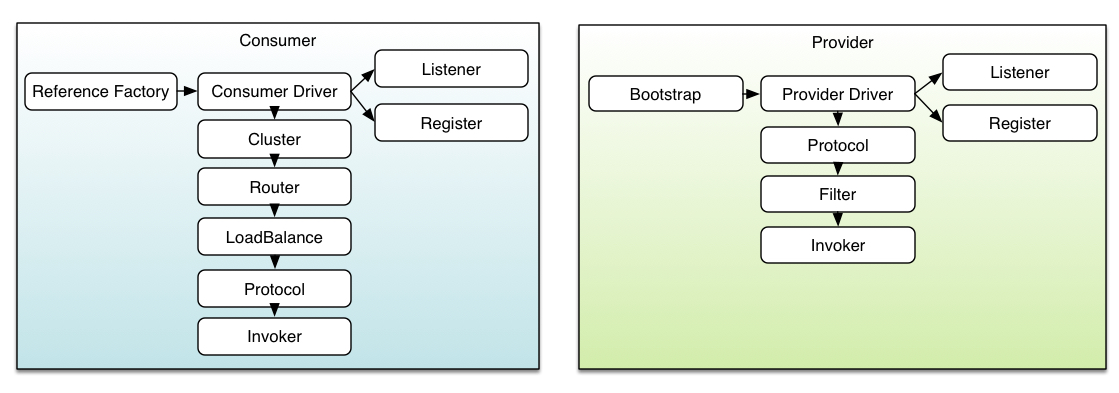 Consumer
Reference Factory
Consumer Driver
Listener
Register
Cluster
Router
LoadBalance
Protocol
Invoker
Provider
Bootstrap
Provider Driver
Listener
Register
Protocol
Filter
Invoker